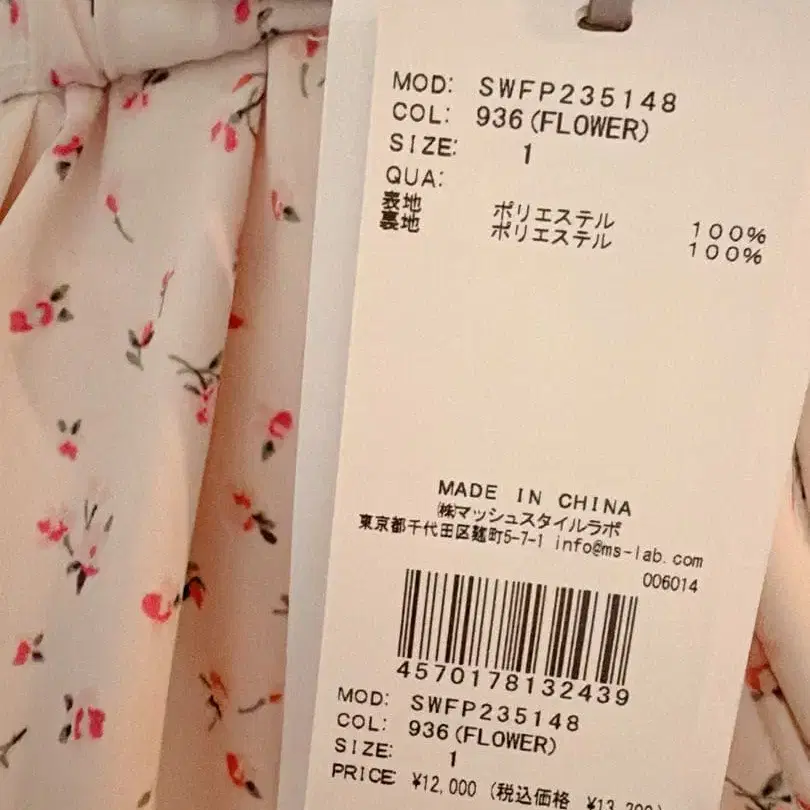 MOD: SWFP235148
COL: 936(FLOWER)
SIZE: 1
QUA:
表地 ポリエステル 100%
裏地 ポリエステル 100%
MADE IN CHINA
㈱マッシュスタイルラボ
東京都千代田区麹町5-7-1 info@ms-lab.com
006014
4570178132439
MOD: SWFP235148
COL: 936(FLOWER)
SIZE: 1
PRICE ¥12,000 (税込価格